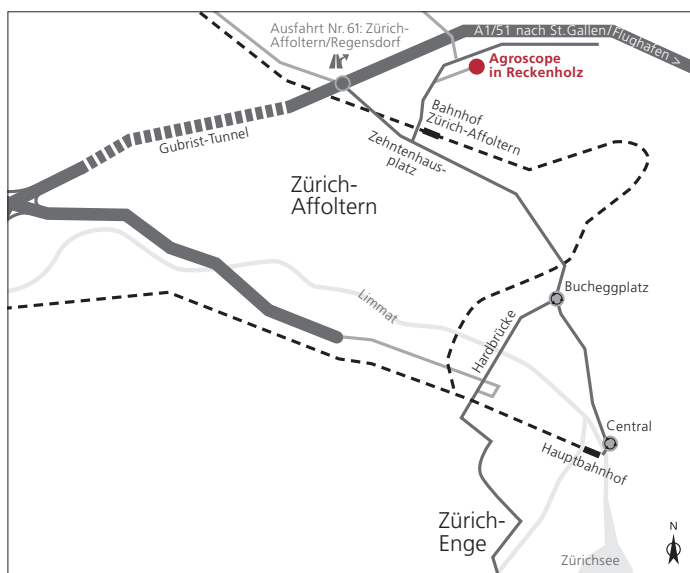 Ausfahrt Nr. 61: Zürich-
Affoltern/Regensdorf
A1/51 nach St.Gallen/Flughafen >
Agroscope
in Reckenholz
Bahnhof
Zürich-Affoltern
Gubrist-Tunnel
Zehntenhaus-
platz
Zürich-
Affoltern
Bucheggplatz
Limmat
Hardbrücke
Central
Hauptbahnhof
Zürich-
Enge
N
Zürichsee